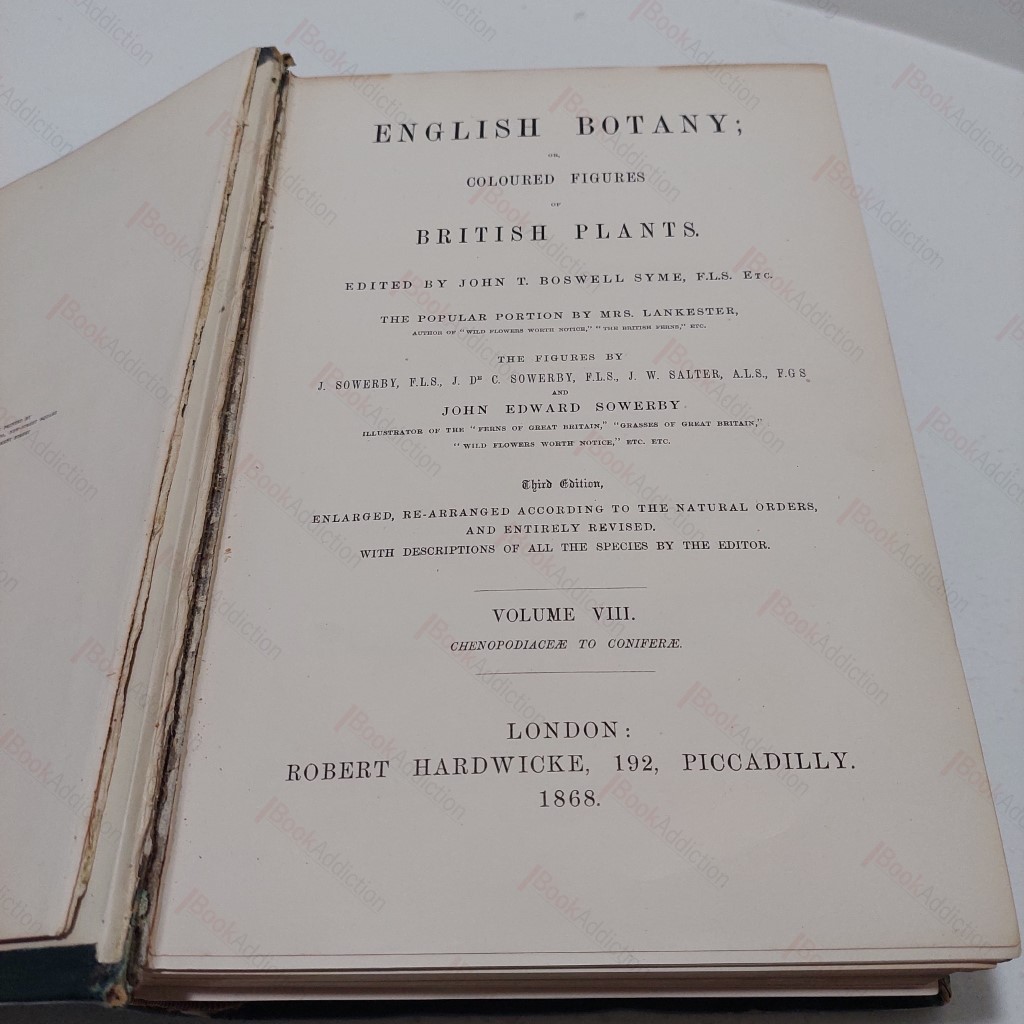 ENGLISH BOTANY;
OR,
COLOURED FIGURES
OF
BRITISH PLANTS.
EDITED BY JOHN T. BOSWELL SYME, F.L.S. ETC.
THE POPULAR PORTION BY MRS. LANKESTER,
AUTHOR OF "WILD FLOWERS WORTH NOTICE," "THE BRITISH FERNS," ETC.
THE FIGURES BY
J. SOWERBY, F.L.S., J. DE C. SOWERBY, F.L.S., J. W. SALTER, A.L.S., F.G.S.
AND
JOHN EDWARD SOWERBY
ILLUSTRATOR OF THE "FERNS OF GREAT BRITAIN," "GRASSES OF GREAT BRITAIN,"
"WILD FLOWERS WORTH NOTICE," ETC. ETC.
Third Edition,
ENLARGED, RE-ARRANGED ACCORDING TO THE NATURAL ORDERS,
AND ENTIRELY REVISED.
WITH DESCRIPTIONS OF ALL THE SPECIES BY THE EDITOR.
VOLUME VIII.
CHENOPODIACEÆ TO CONIFERÆ.
LONDON:
ROBERT HARDWICKE, 192, PICCADILLY.
1868.
BookAddiction